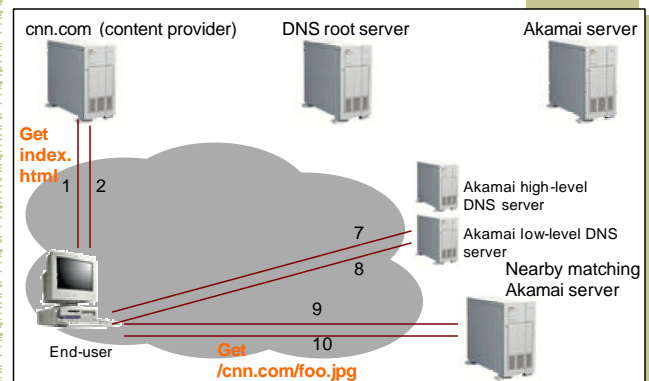 cnn.com (content provider)
DNS root server
Akamai server
Get
index.
html
1
2
Akamai high-level
DNS server
7
Akamai low-level DNS
server
8
Nearby matching
Akamai server
9
End-user
10
Get
/cnn.com/foo.jpg